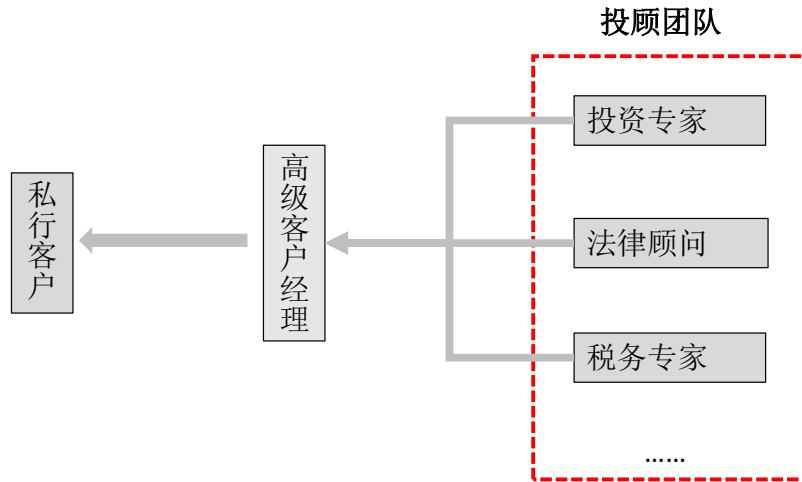 投顾团队
投资专家
高级客户经理
私行客户
法律顾问
税务专家
......